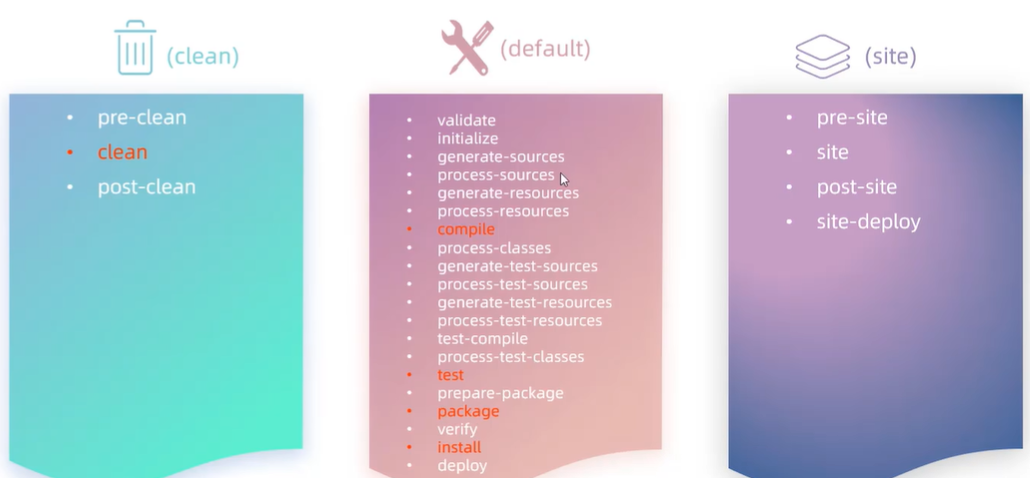 (clean)
• pre-clean
• clean
• post-clean
(default)
• validate
• initialize
• generate-sources
• process-sources
• generate-resources
• process-resources
• compile
• process-classes
• generate-test-sources
• process-test-sources
• generate-test-resources
• process-test-resources
• test-compile
• process-test-classes
• test
• prepare-package
• package
• verify
• install
• deploy
(site)
• pre-site
• site
• post-site
• site-deploy